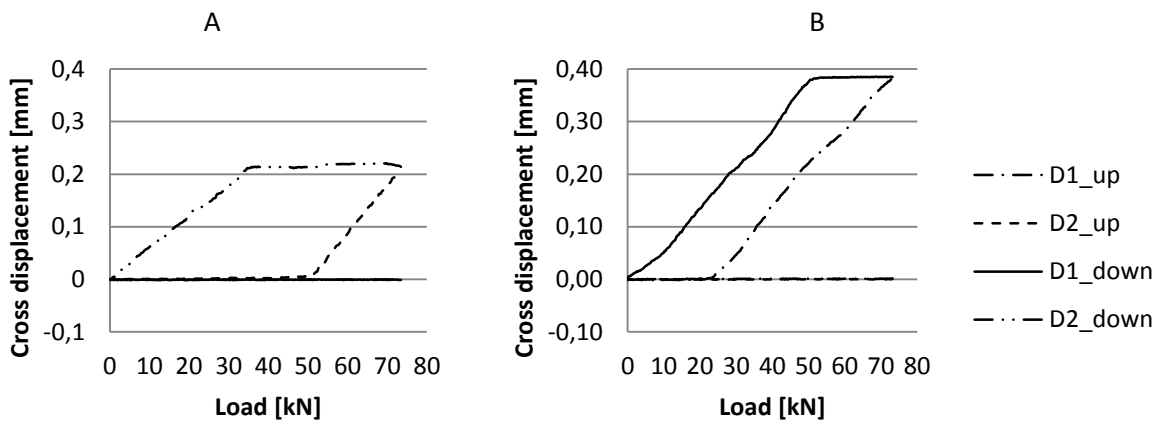 A
Cross displacement [mm]
0,4
0,3
0,2
0,1
0
-0,1
0 10 20 30 40 50 60 70 80
Load [kN]
B
Cross displacement [mm]
0,40
0,30
0,20
0,10
0,00
-0,10
0 10 20 30 40 50 60 70 80
Load [kN]
D1_up
D2_up
D1_down
D2_down